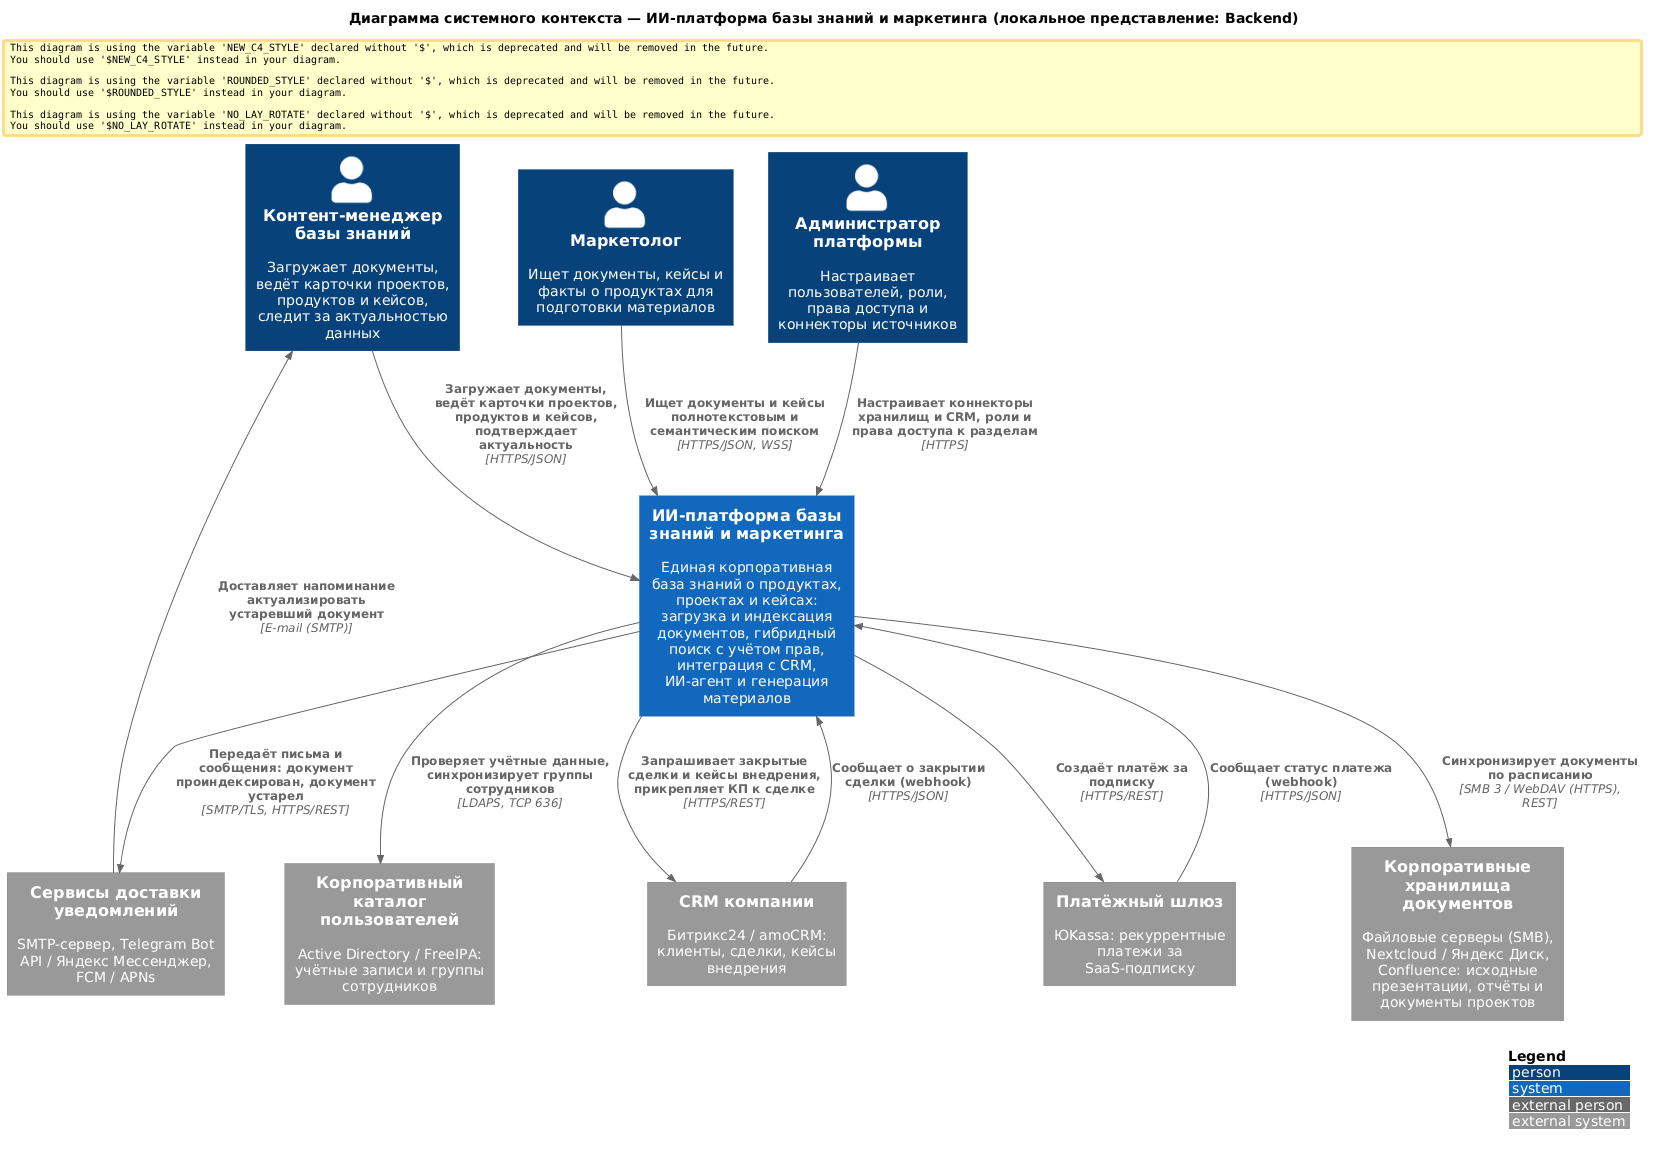 Диаграмма системного контекста — ИИ-платформа базы знаний и маркетинга (локальное представление: Backend)
This diagram is using the variable 'NEW_C4_STYLE' declared without '$', which is deprecated and will be removed in the future.
You should use '$NEW_C4_STYLE' instead in your diagram.
This diagram is using the variable 'ROUNDED_STYLE' declared without '$', which is deprecated and will be removed in the future.
You should use '$ROUNDED_STYLE' instead in your diagram.
This diagram is using the variable 'NO_LAY_ROTATE' declared without '$', which is deprecated and will be removed in the future.
You should use '$NO_LAY_ROTATE' instead in your diagram.
Контент-менеджер
базы знаний
Загружает документы,
ведёт карточки проектов,
продуктов и кейсов,
следит за актуальностью
данных
Маркетолог
Ищет документы, кейсы и
факты о продуктах для
подготовки материалов
Администратор
платформы
Настраивает
пользователей, роли,
права доступа и
коннекторы источников
Загружает документы,
ведёт карточки проектов,
продуктов и кейсов,
подтверждает
актуальность
[HTTPS/JSON]
Ищет документы и кейсы
полнотекстовым и
семантическим поиском
[HTTPS/JSON, WSS]
Настраивает коннекторы
хранилищ и CRM, роли и
права доступа к разделам
[HTTPS]
ИИ-платформа базы
знаний и маркетинга
Единая корпоративная
база знаний о продуктах,
проектах и кейсах:
загрузка и индексация
документов, гибридный
поиск с учётом прав,
интеграция с CRM,
ИИ-агент и генерация
материалов
Доставляет напоминание
актуализировать
устаревший документ
[E-mail (SMTP)]
Передаёт письма и
сообщения: документ
проиндексирован, документ
устарел
[SMTP/TLS, HTTPS/REST]
Проверяет учётные данные,
синхронизирует группы
сотрудников
[LDAPS, TCP 636]
Запрашивает закрытые
сделки и кейсы внедрения,
прикрепляет КП к сделке
[HTTPS/REST]
Сообщает о закрытии
сделки (webhook)
[HTTPS/JSON]
Создаёт платёж за
подписку
[HTTPS/REST]
Сообщает статус платежа
(webhook)
[HTTPS/JSON]
Синхронизирует документы
по расписанию
[SMB 3 / WebDAV (HTTPS),
REST]
Сервисы доставки
уведомлений
SMTP-сервер, Telegram Bot
API / Яндекс Мессенджер,
FCM / APNs
Корпоративный
каталог
пользователей
Active Directory / FreeIPA:
учётные записи и группы
сотрудников
CRM компании
Битрикс24 / amoCRM:
клиенты, сделки, кейсы
внедрения
Платёжный шлюз
ЮKassa: рекуррентные
платежи за
SaaS-подписку
Корпоративные
хранилища
документов
Файловые серверы (SMB),
Nextcloud / Яндекс Диск,
Confluence: исходные
презентации, отчёты и
документы проектов
Legend
person
system
external person
external system